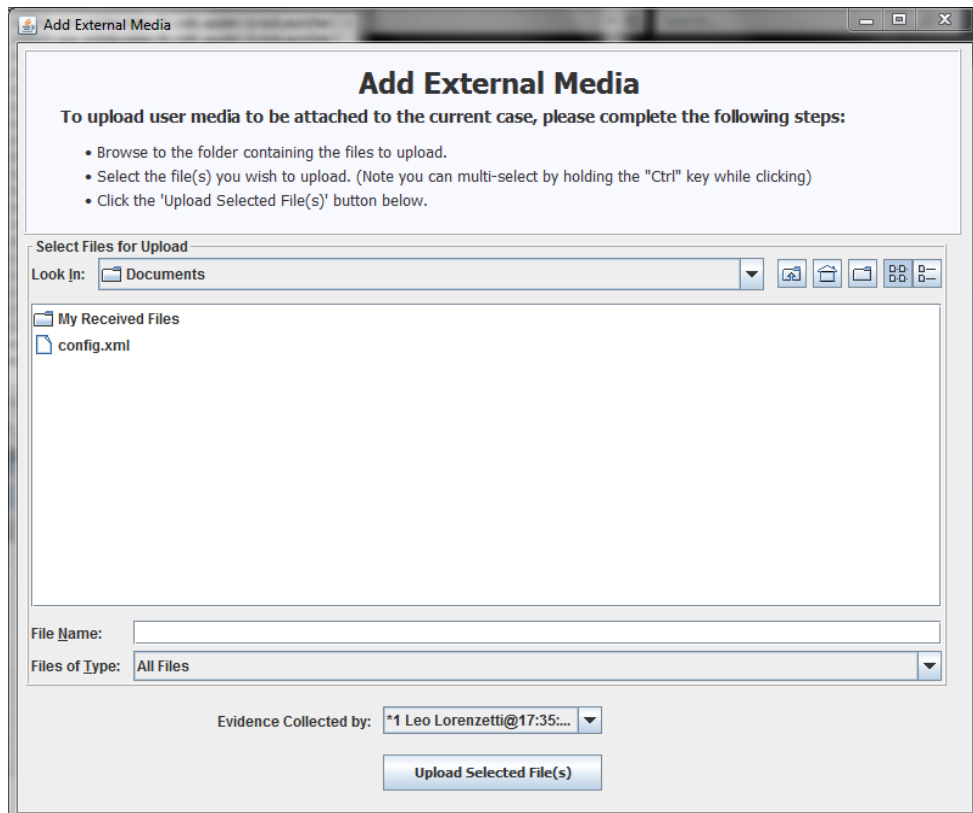 Add External Media
Add External Media
To upload user media to be attached to the current case, please complete the following steps:
• Browse to the folder containing the files to upload.
• Select the file(s) you wish to upload. (Note you can multi-select by holding the "Ctrl" key while clicking)
• Click the 'Upload Selected File(s)' button below.
Select Files for Upload
Look In: Documents
My Received Files
config.xml
File Name:
Files of Type: All Files
Evidence Collected by: *1 Leo Lorenzetti@17:35:...
Upload Selected File(s)